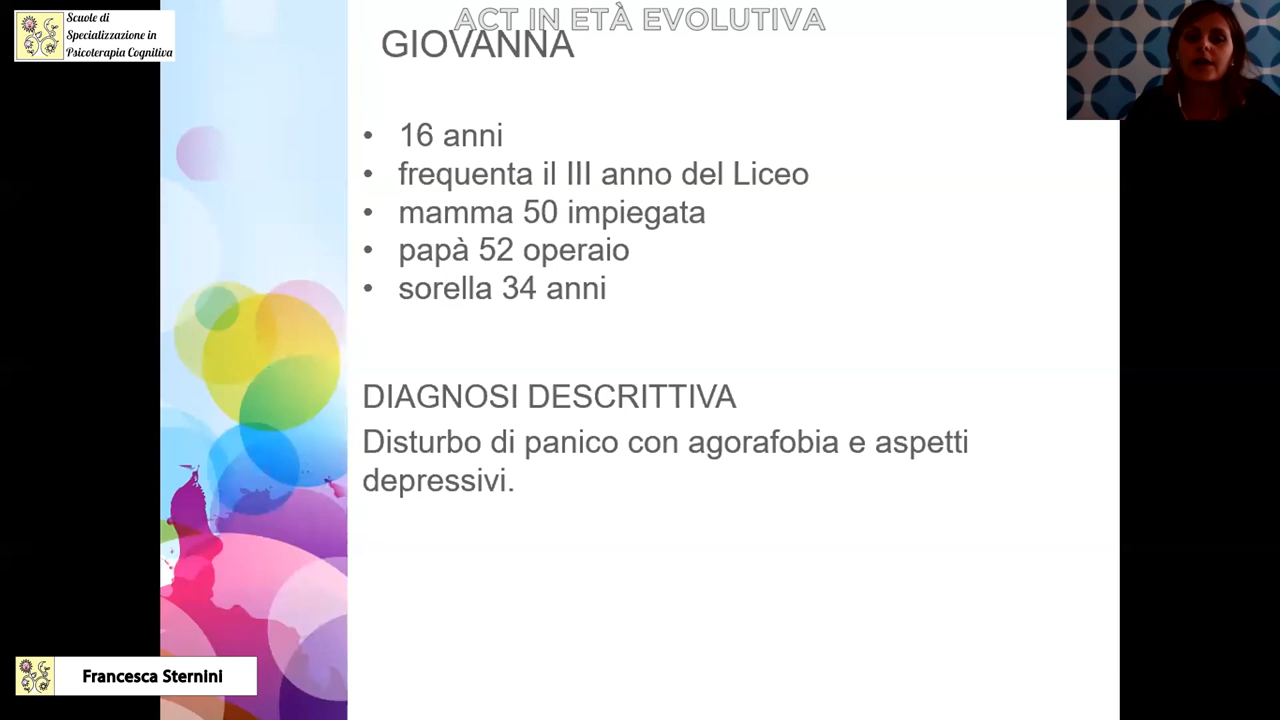 Scuole di
Specializzazione in
Psicoterapia Cognitiva
ACT IN ETÀ EVOLUTIVA
GIOVANNA
• 16 anni
• frequenta il III anno del Liceo
• mamma 50 impiegata
• papà 52 operaio
• sorella 34 anni
DIAGNOSI DESCRITTIVA
Disturbo di panico con agorafobia e aspetti
depressivi.
Francesca Sternini